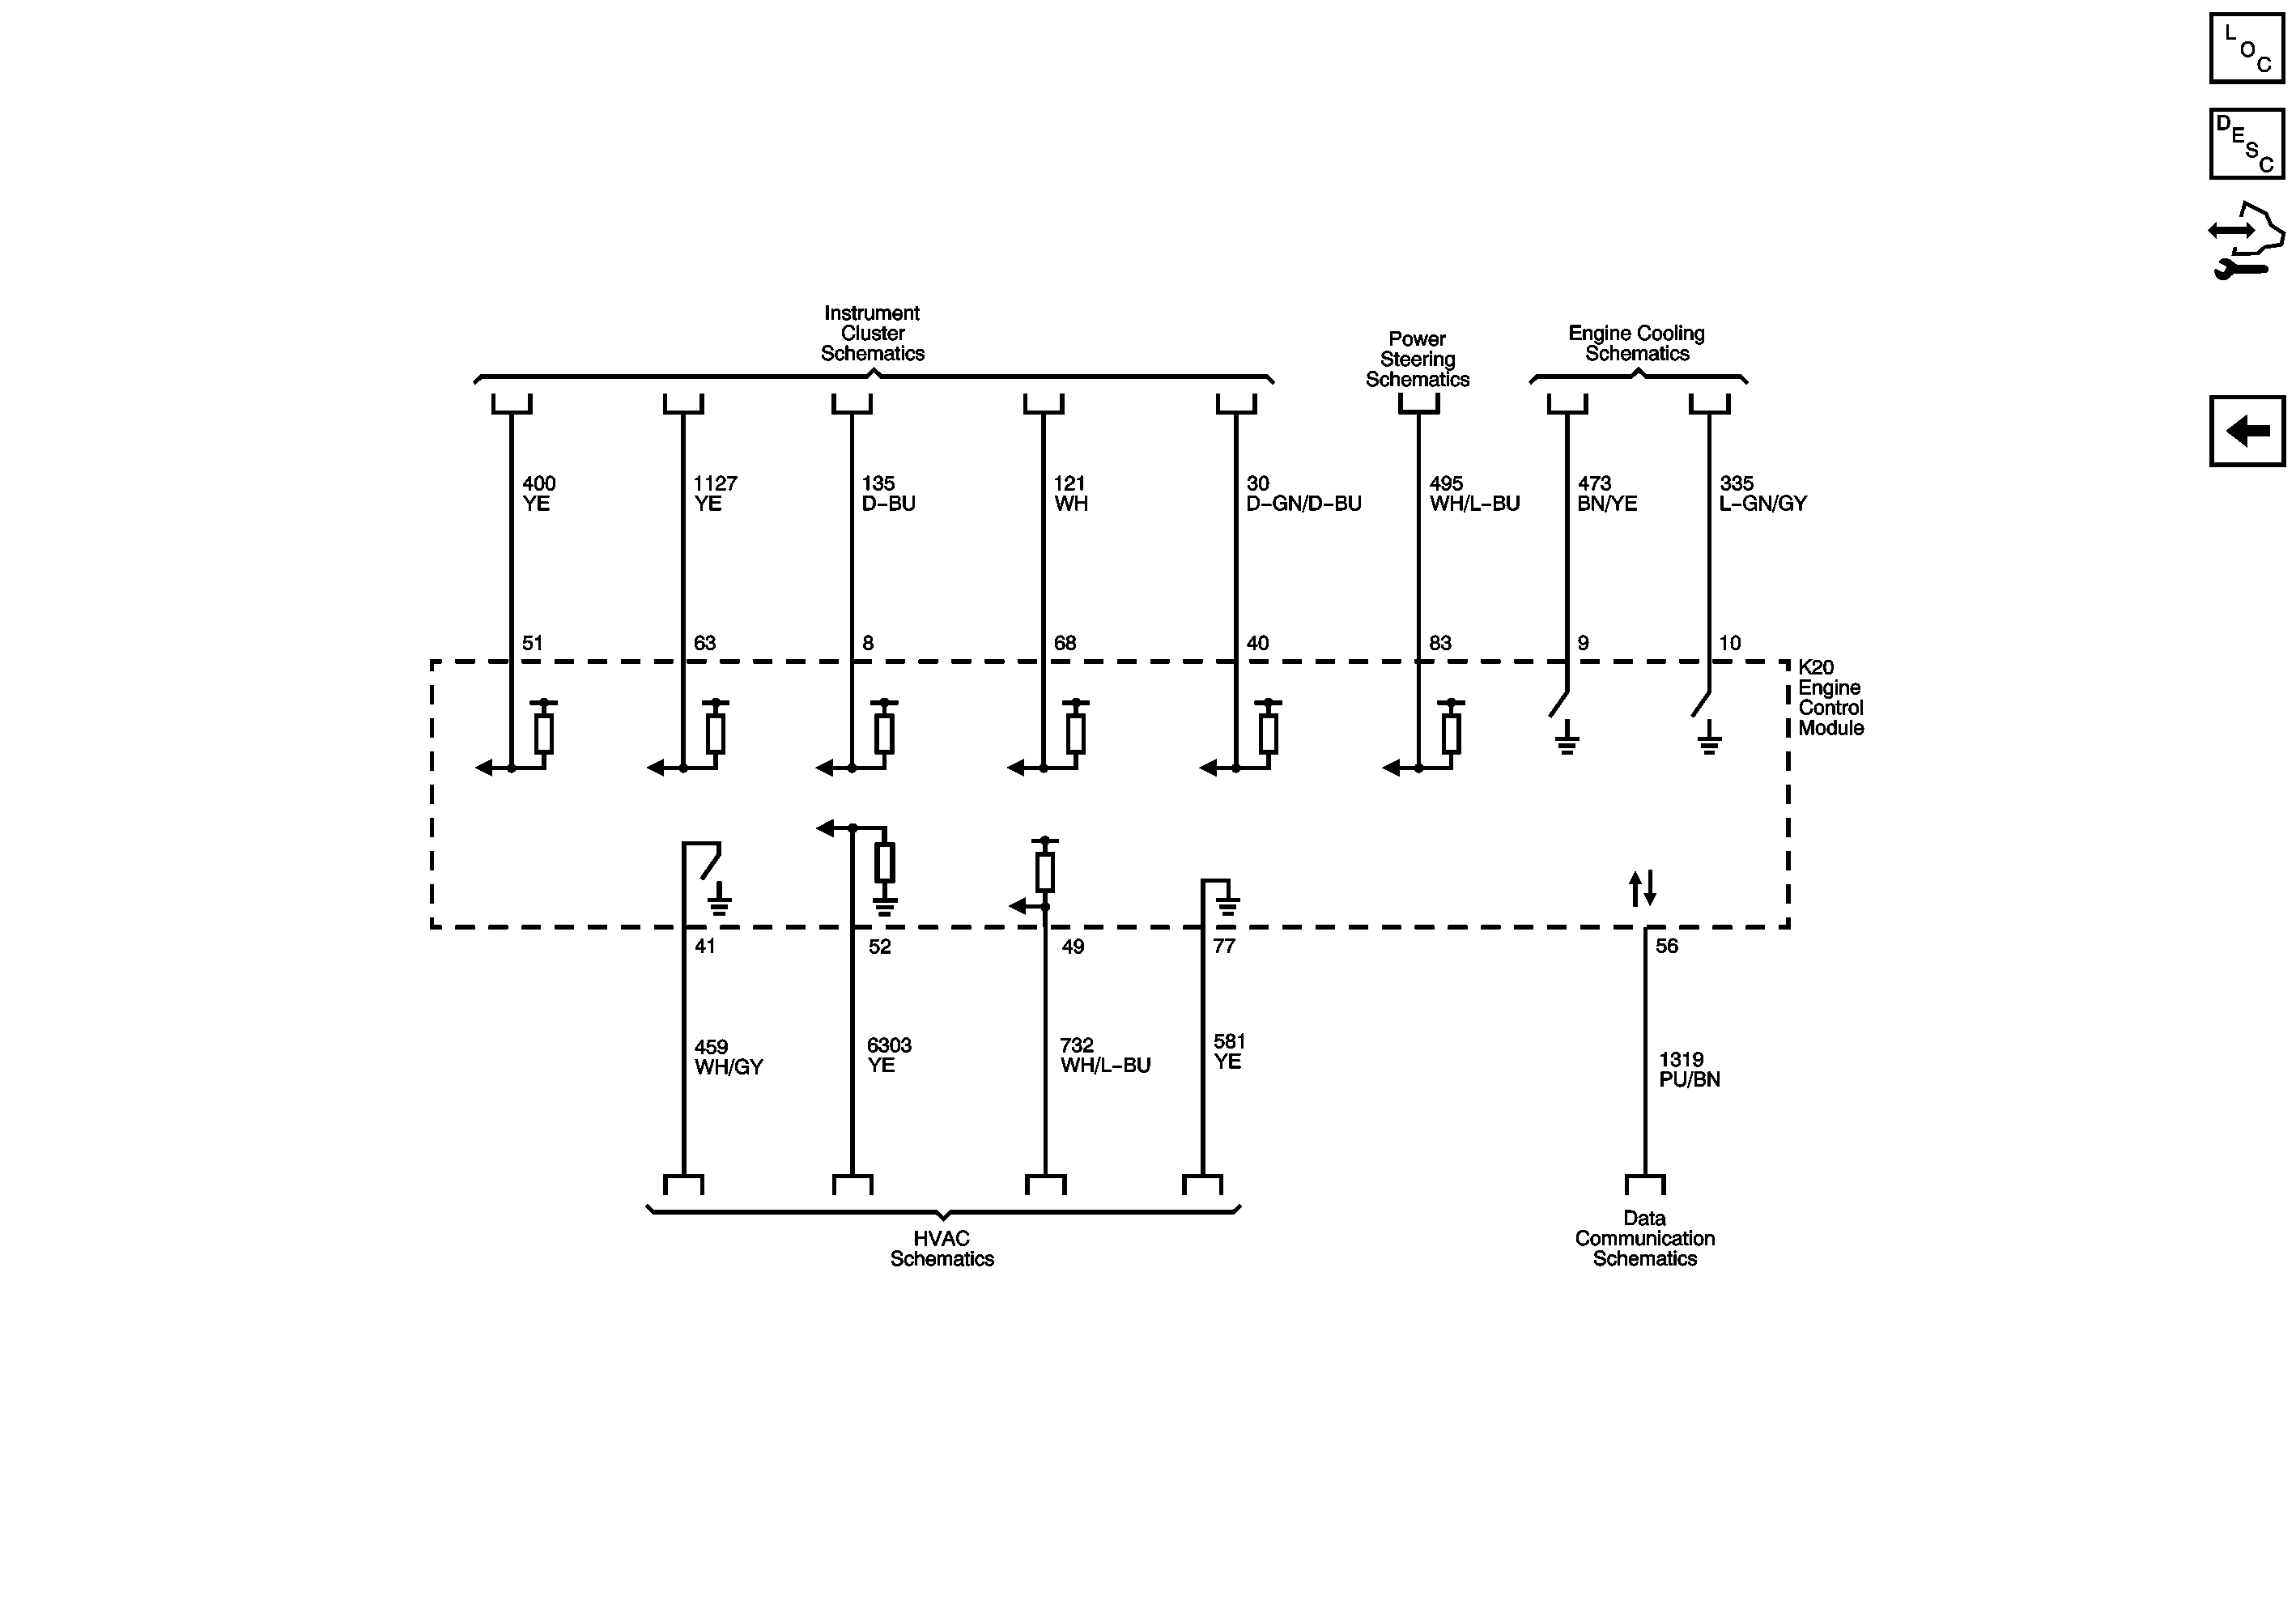 L
O
C
D
E
S
C
Instrument
Cluster
Schematics
Power
Steering
Schematics
Engine Cooling
Schematics
400
YE
1127
YE
135
D-BU
121
WH
30
D-GN/D-BU
495
WH/L-BU
473
BN/YE
335
L-GN/GY
51
63
8
68
40
83
9
10
K20
Engine
Control
Module
41
52
49
77
56
459
WH/GY
6303
YE
732
WH/L-BU
581
YE
1319
PU/BN
HVAC
Schematics
Data
Communication
Schematics